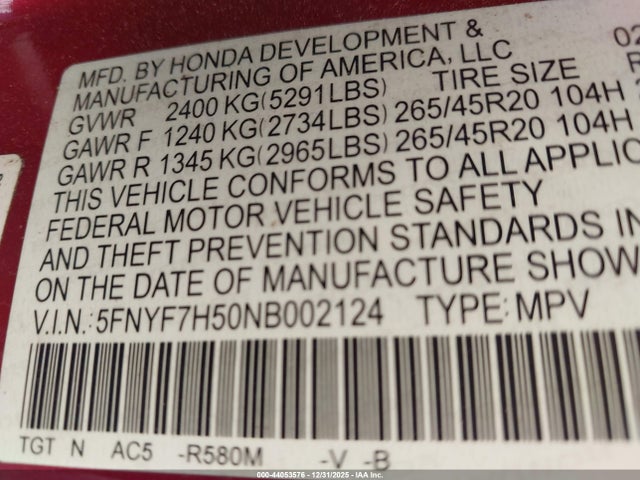 MFD. BY HONDA DEVELOPMENT & 02
MANUFACTURING OF AMERICA, LLC R
GVWR 2400 KG(5291LBS) TIRE SIZE
GAWR F 1240 KG(2734LBS) 265/45R20 104H
GAWR R 1345 KG(2965LBS) 265/45R20 104H
THIS VEHICLE CONFORMS TO ALL APPLIC
FEDERAL MOTOR VEHICLE SAFETY
AND THEFT PREVENTION STANDARDS IN
ON THE DATE OF MANUFACTURE SHOW
V.I.N.: 5FNYF7H50NB002124 TYPE: MPV
TGT N AC5 -R580M -V -B
000-44053576 - 12/31/2025 - IAA Inc.